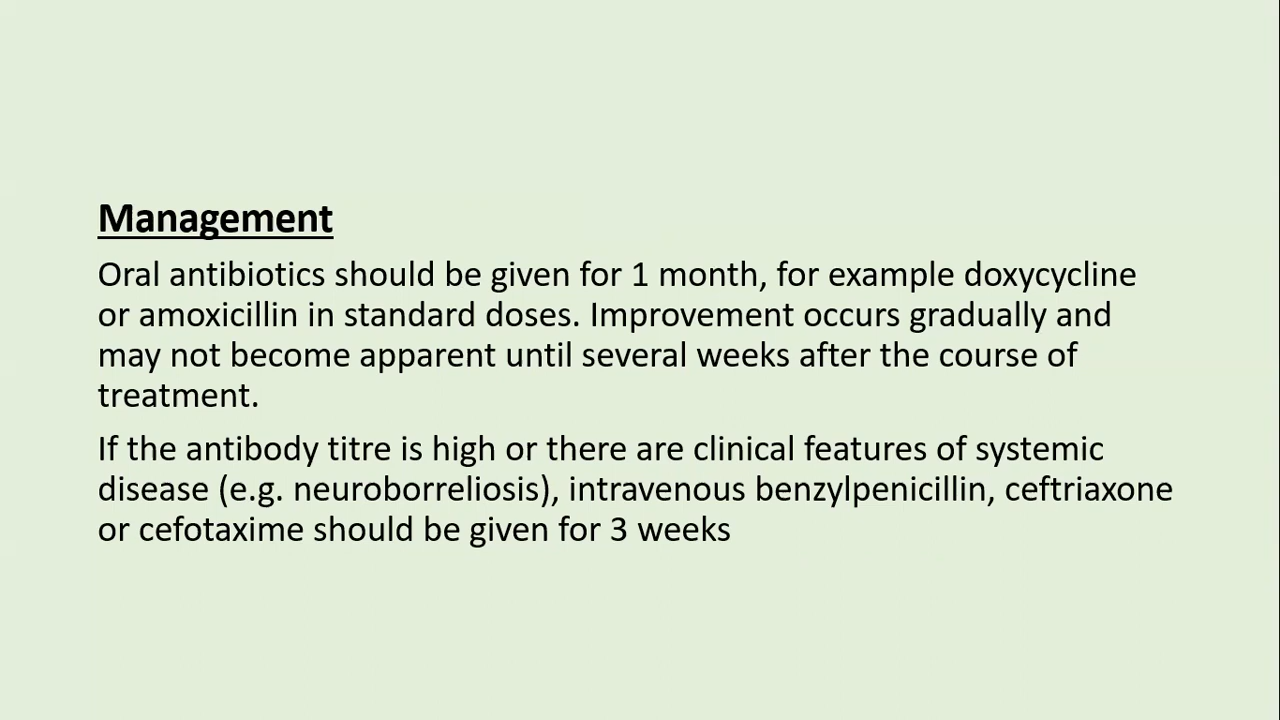 Management
Oral antibiotics should be given for 1 month, for example doxycycline
or amoxicillin in standard doses. Improvement occurs gradually and
may not become apparent until several weeks after the course of
treatment.
If the antibody titre is high or there are clinical features of systemic
disease (e.g. neuroborreliosis), intravenous benzylpenicillin, ceftriaxone
or cefotaxime should be given for 3 weeks